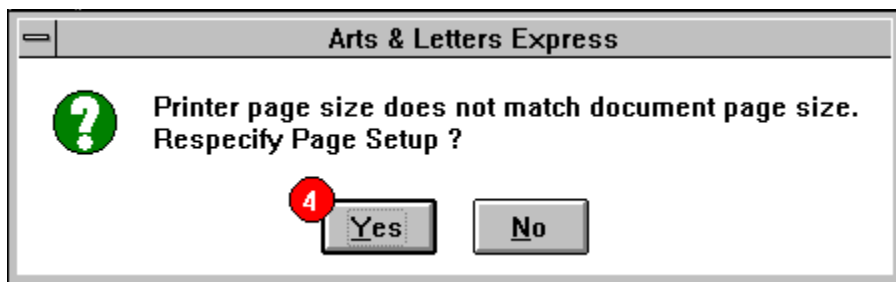 Arts & Letters Express
?
Printer page size does not match document page size.
Respecify Page Setup ?
4
Yes No